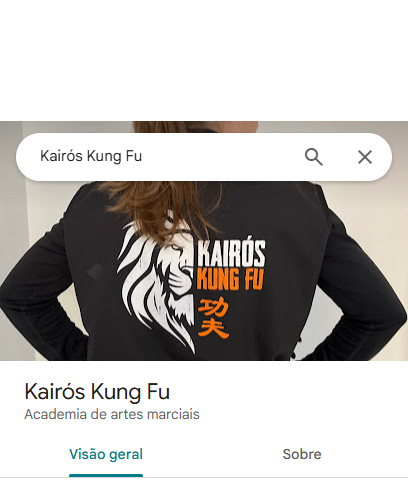 Kairós Kung Fu
KAIRÓS
KUNG FU
功
夫
Kairós Kung Fu
Academia de artes marciais
Visão geral
Sobre